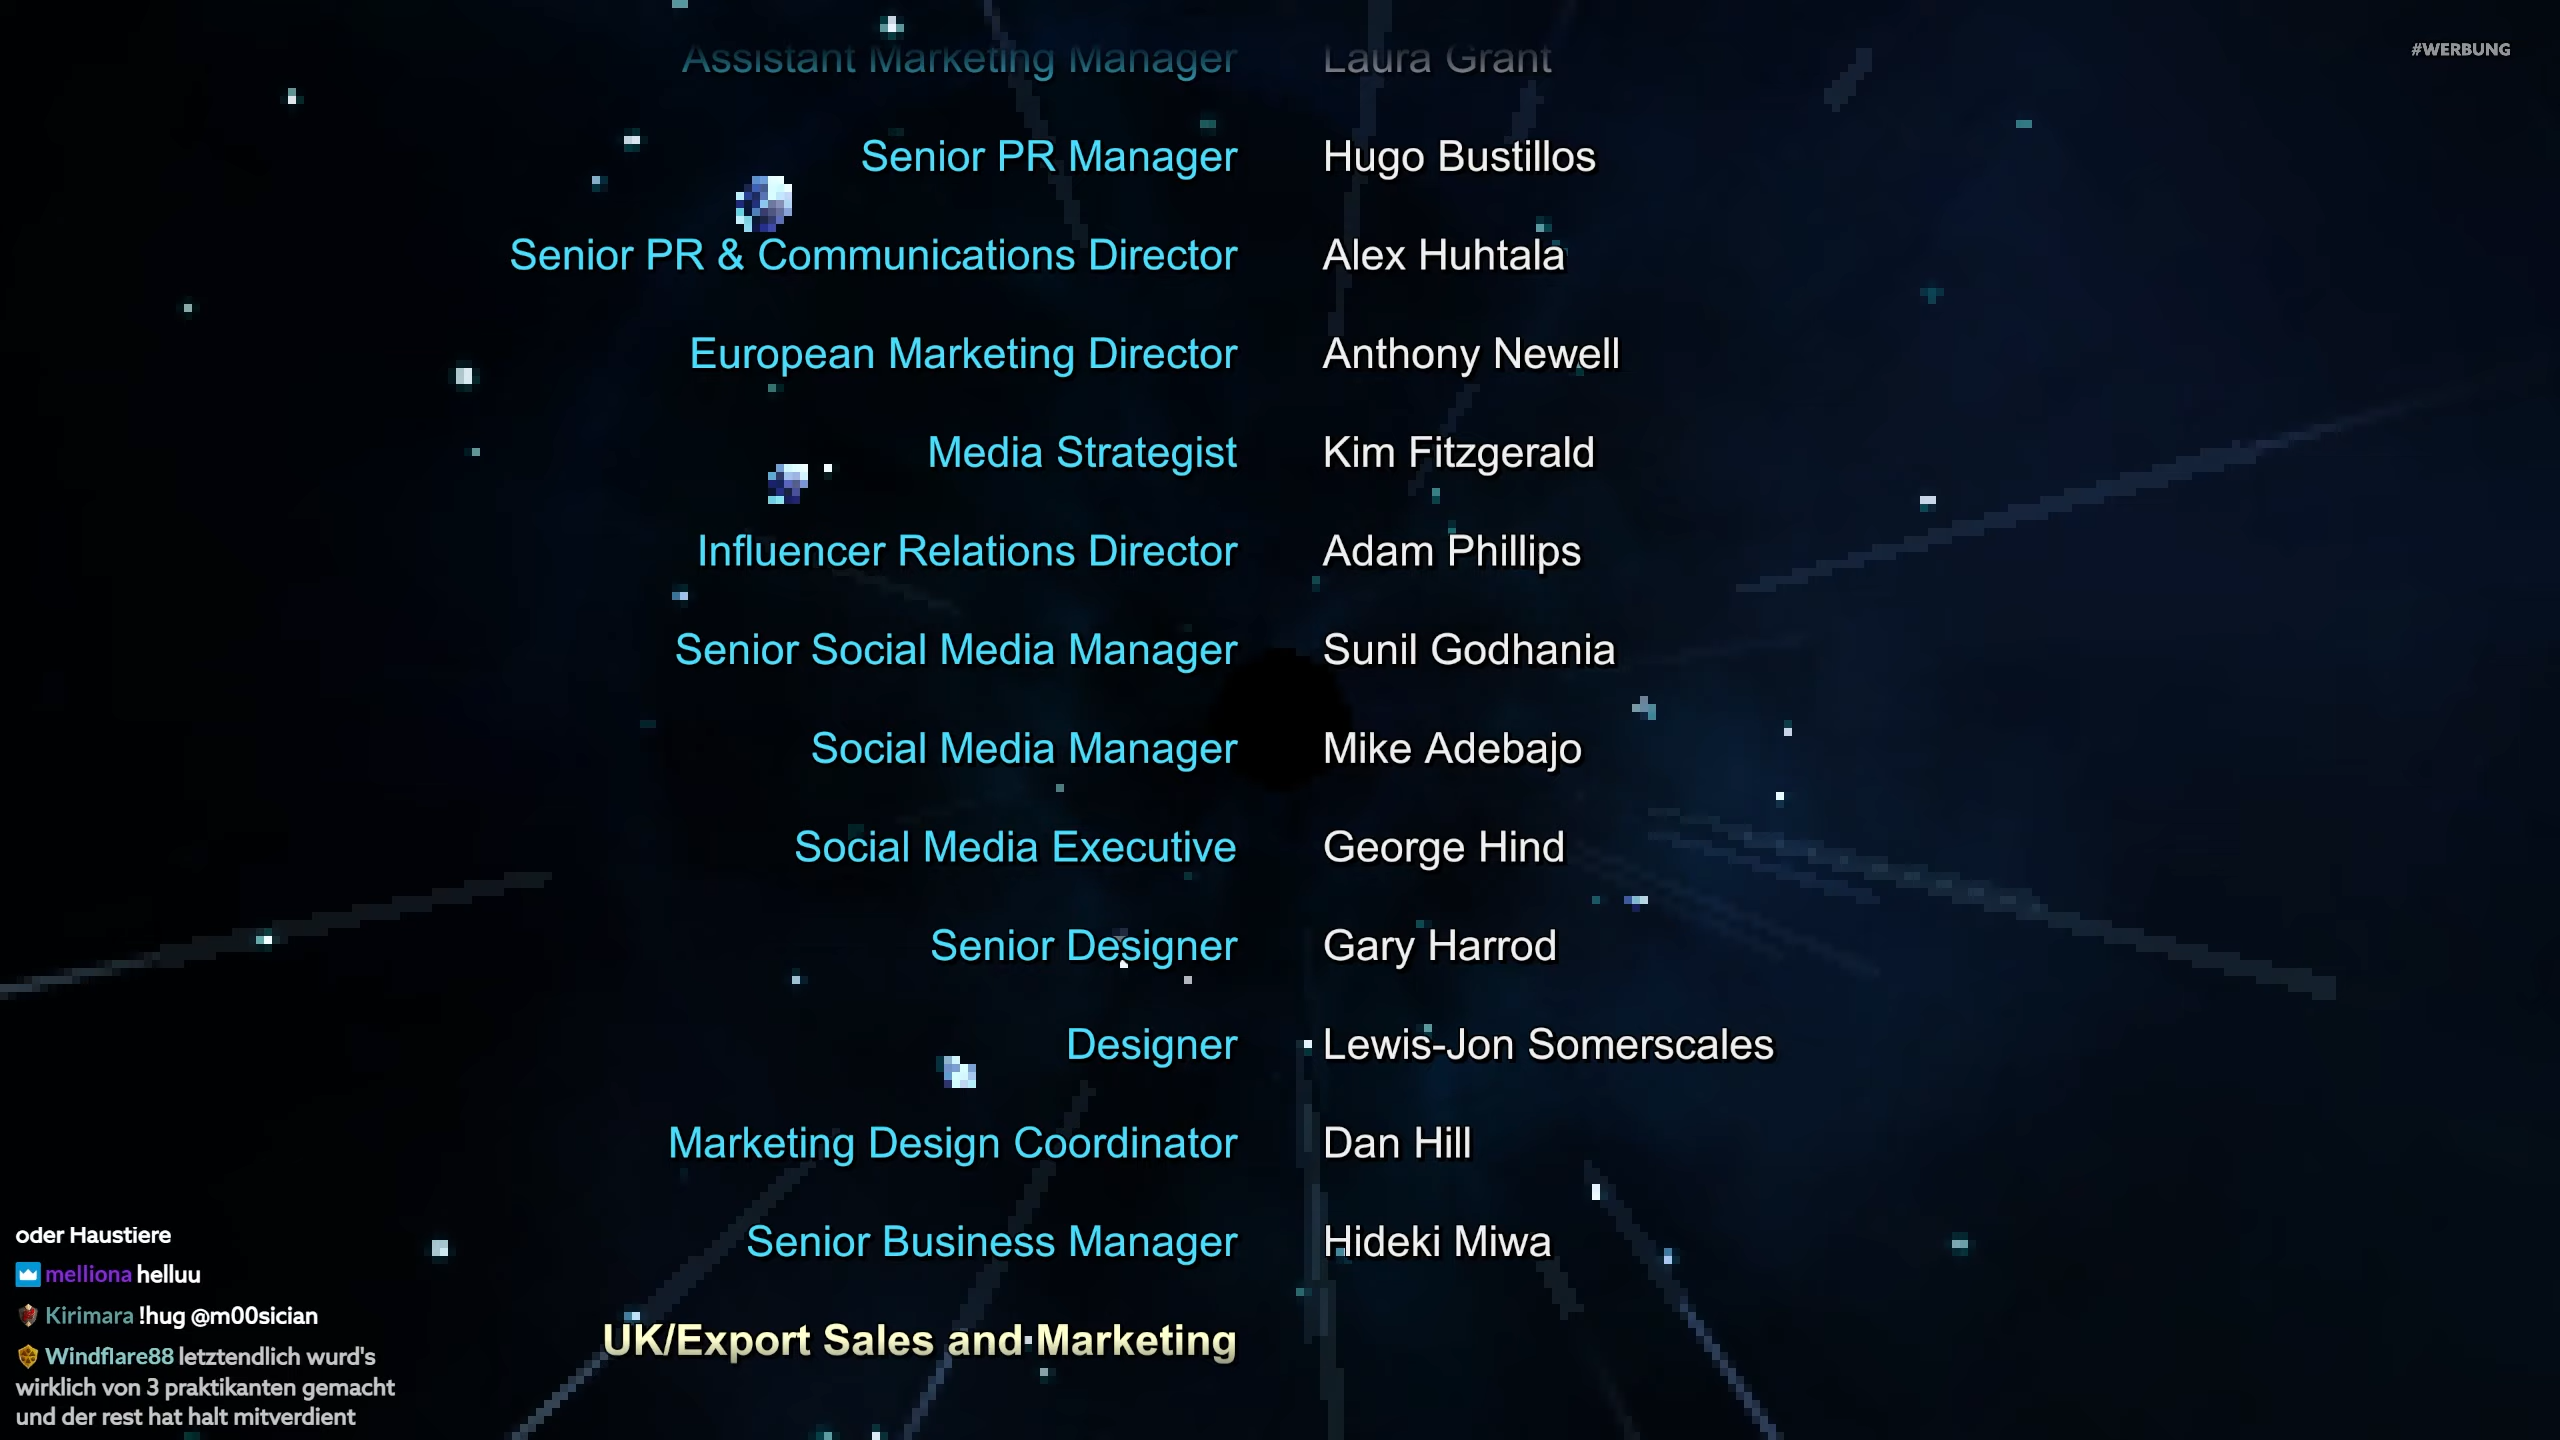 #WERBUNG
Assistant Marketing Manager Laura Grant
Senior PR Manager Hugo Bustillos
Senior PR & Communications Director Alex Huhtala
European Marketing Director Anthony Newell
Media Strategist Kim Fitzgerald
Influencer Relations Director Adam Phillips
Senior Social Media Manager Sunil Godhania
Social Media Manager Mike Adebajo
Social Media Executive George Hind
Senior Designer Gary Harrod
Designer Lewis-Jon Somerscales
Marketing Design Coordinator Dan Hill
Senior Business Manager Hideki Miwa
UK/Export Sales and Marketing
oder Haustiere
melliona helluu
Kirimara !hug @m00sician
Windflare88 letztendlich wurd's
wirklich von 3 praktikanten gemacht
und der rest hat halt mitverdient